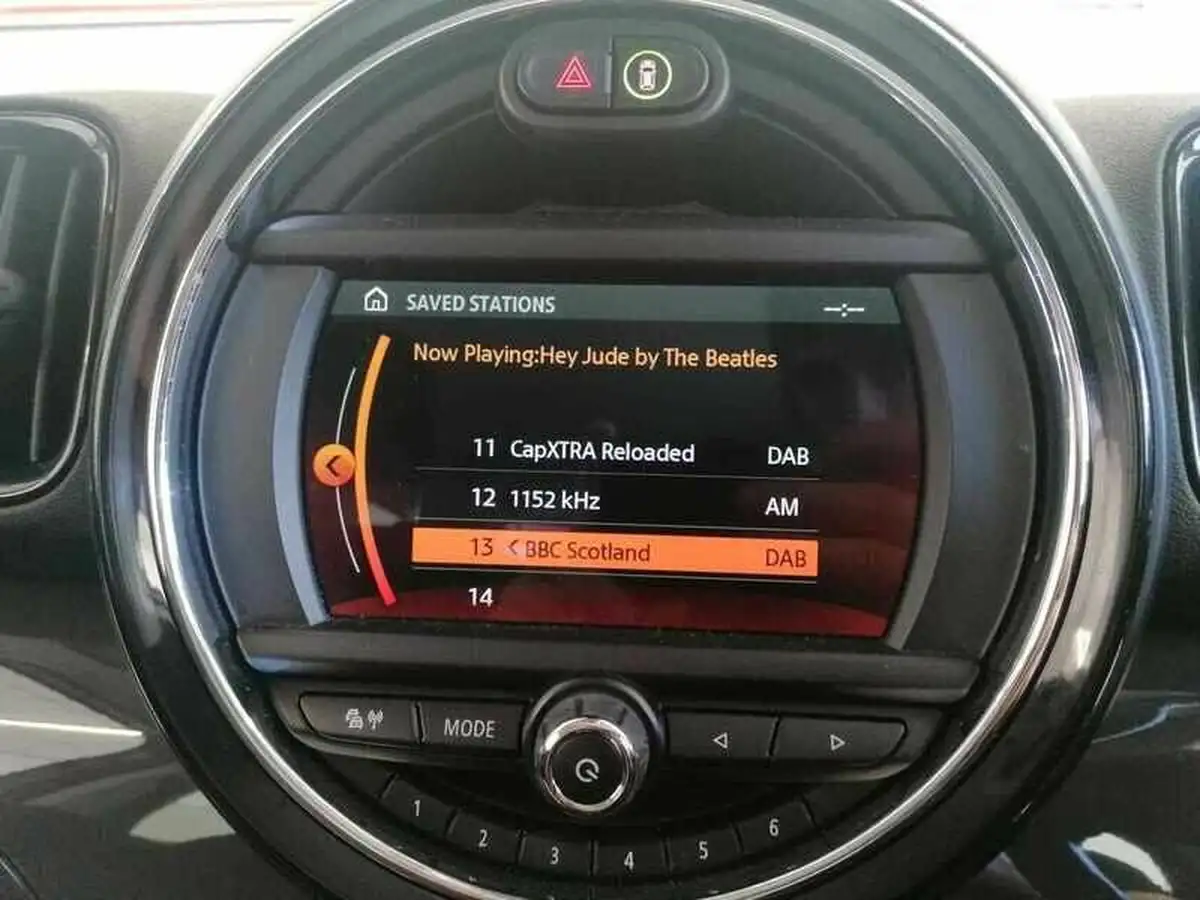 SAVED STATIONS --:--
Now Playing:Hey Jude by The Beatles
11 CapXTRA Reloaded DAB
12 1152 kHz AM
13 < BBC Scotland DAB
14
MODE
1 2 3 4 5 6